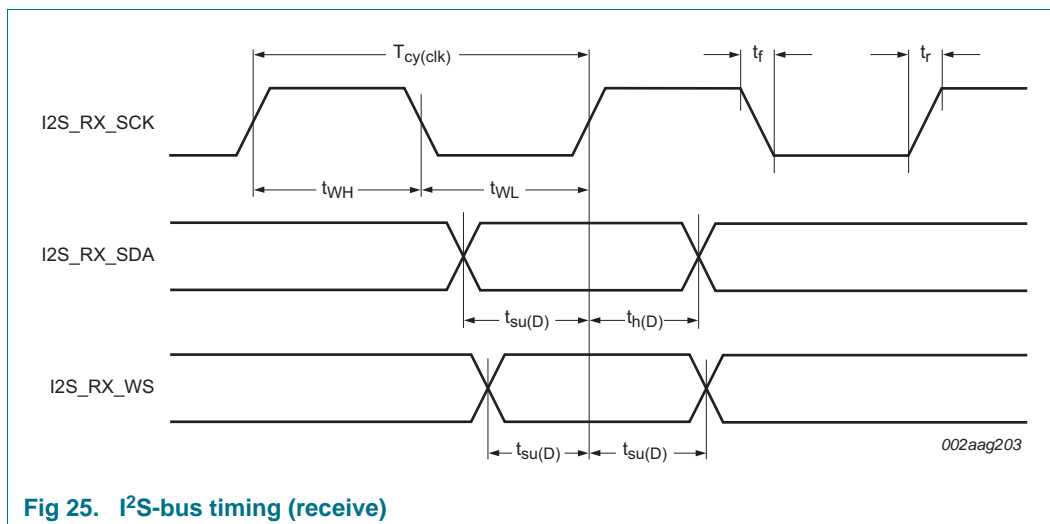 T_cy(clk) t_f t_r
I2S_RX_SCK
t_WH t_WL
I2S_RX_SDA
t_su(D) t_h(D)
I2S_RX_WS
t_su(D) t_su(D)
002aag203
Fig 25. I²S-bus timing (receive)